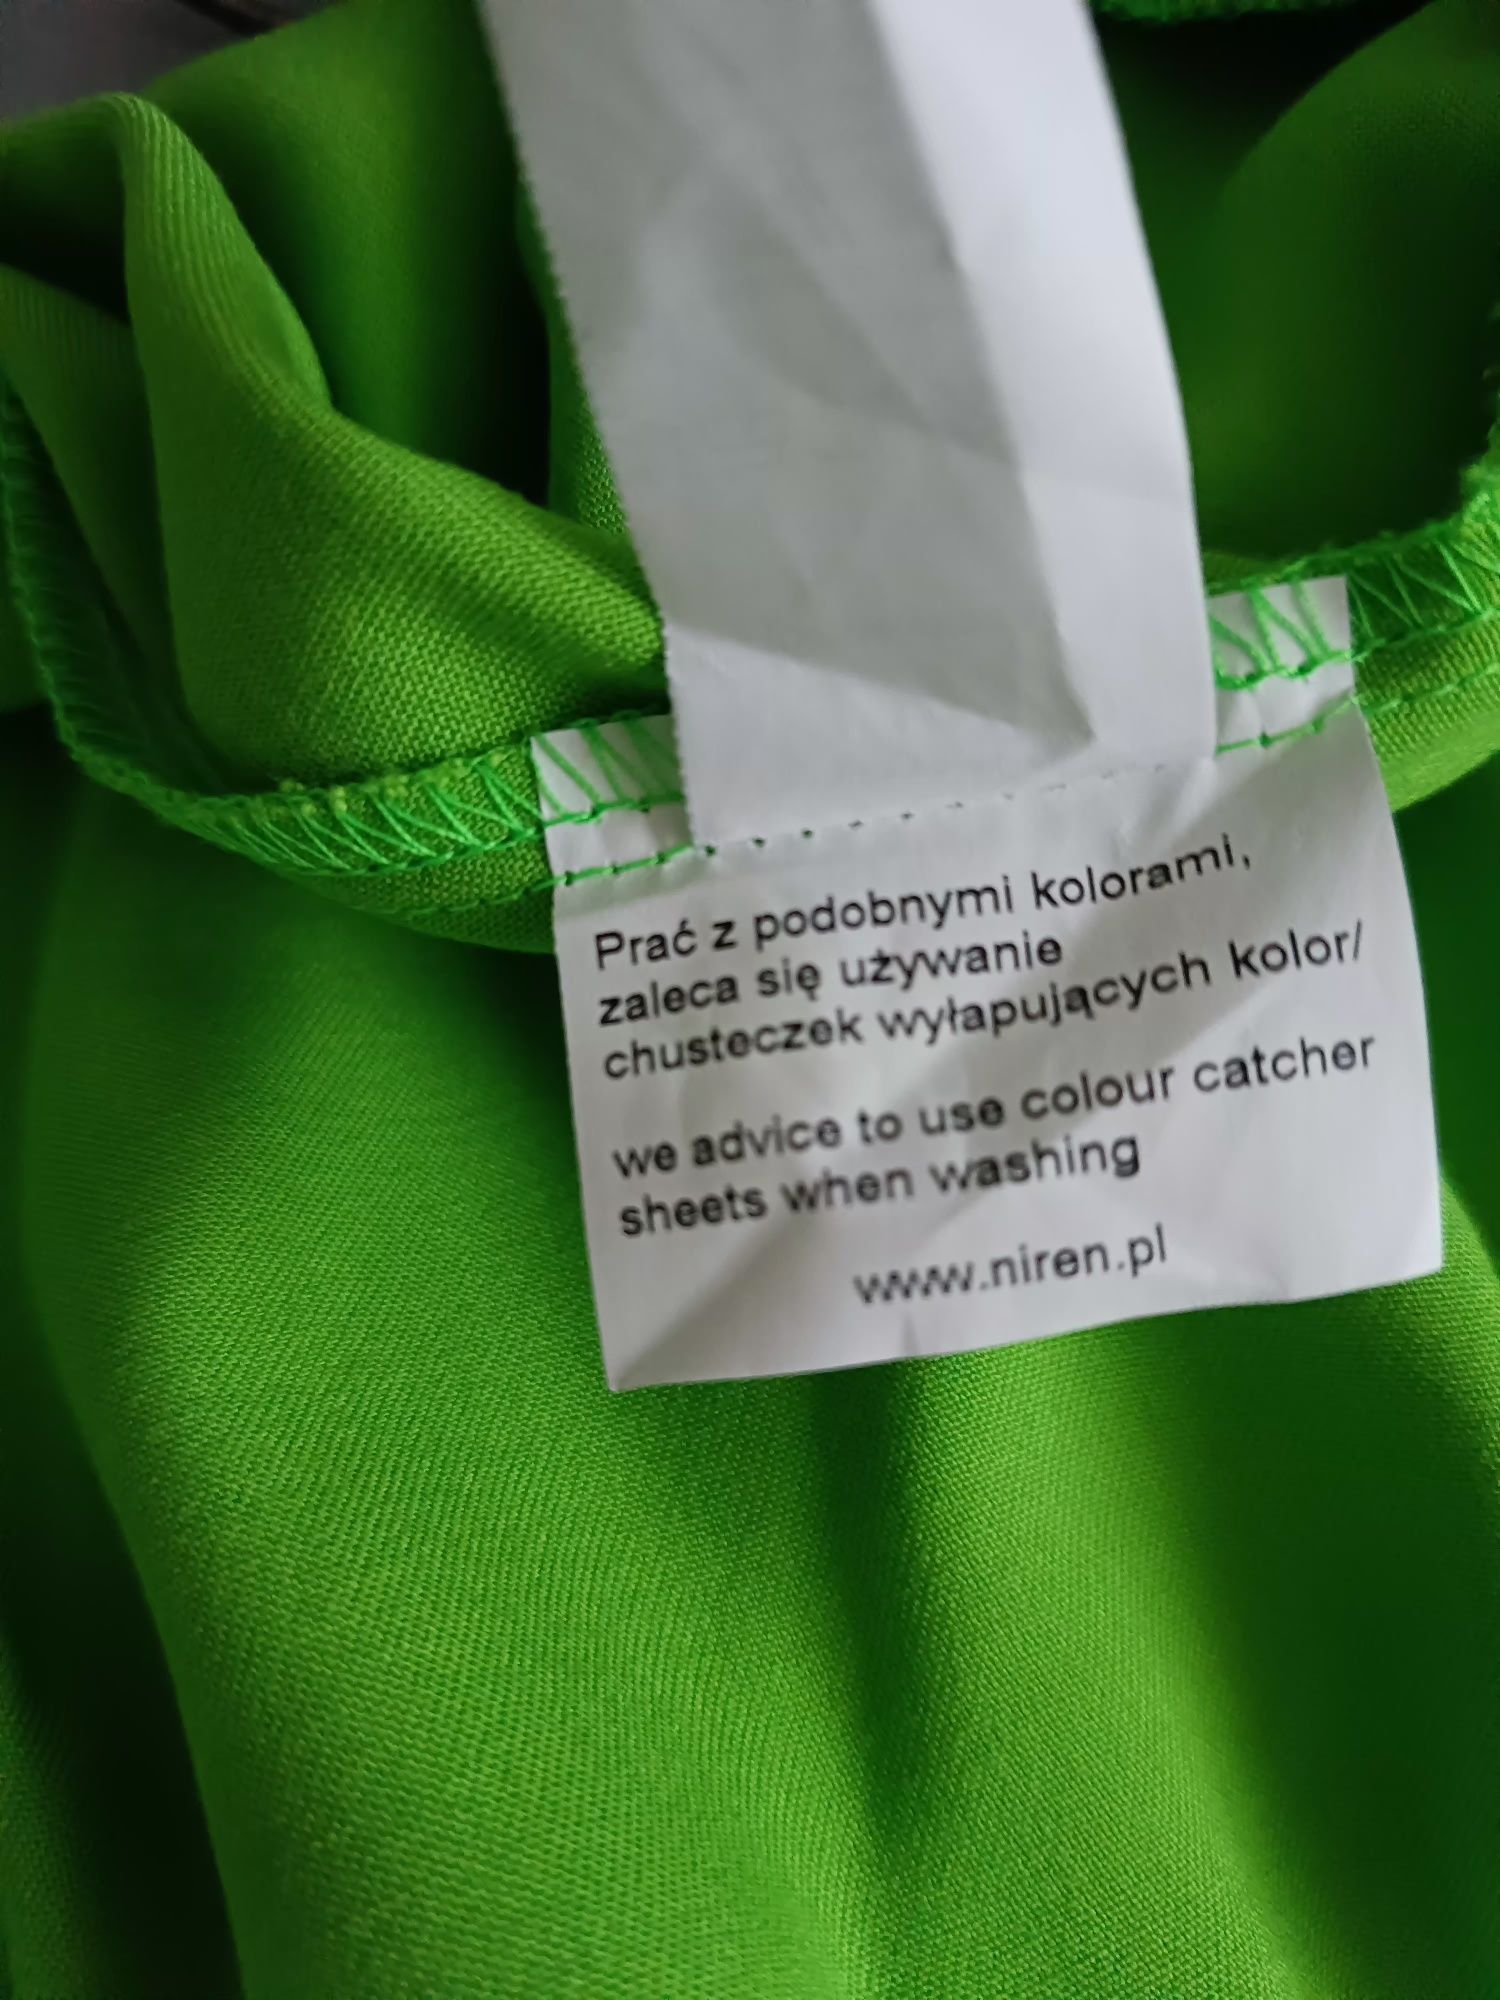 Prać z podobnymi kolorami,
zaleca się używanie
chusteczek wyłapujących kolor/
we advice to use colour catcher
sheets when washing
www.niren.pl